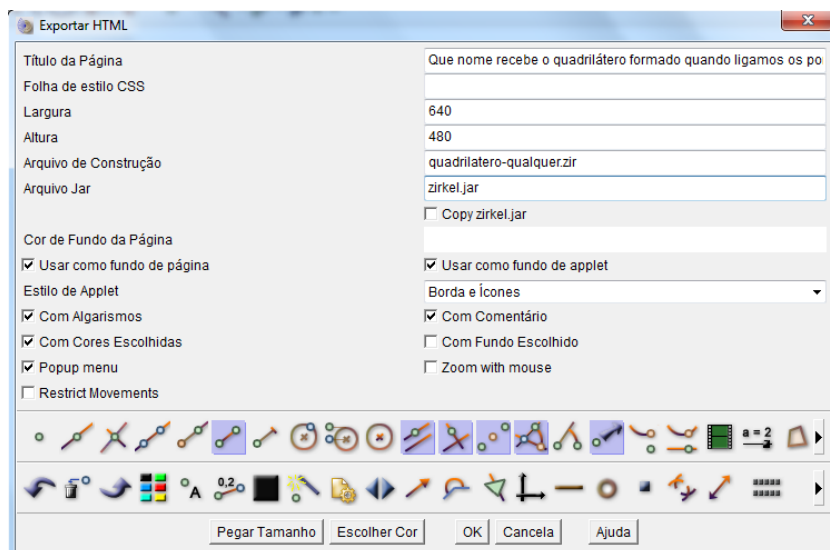 Exportar HTML
Título da Página Que nome recebe o quadrilátero formado quando ligamos os po
Folha de estilo CSS
Largura 640
Altura 480
Arquivo de Construção quadrilatero-qualquer.zir
Arquivo Jar zirkel.jar
Copy zirkel.jar
Cor de Fundo da Página
Usar como fundo de página Usar como fundo de applet
Estilo de Applet Borda e Ícones
Com Algarismos Com Comentário
Com Cores Escolhidas Com Fundo Escolhido
Popup menu Zoom with mouse
Restrict Movements
a = 2
A 0,2
Pegar Tamanho Escolher Cor OK Cancela Ajuda